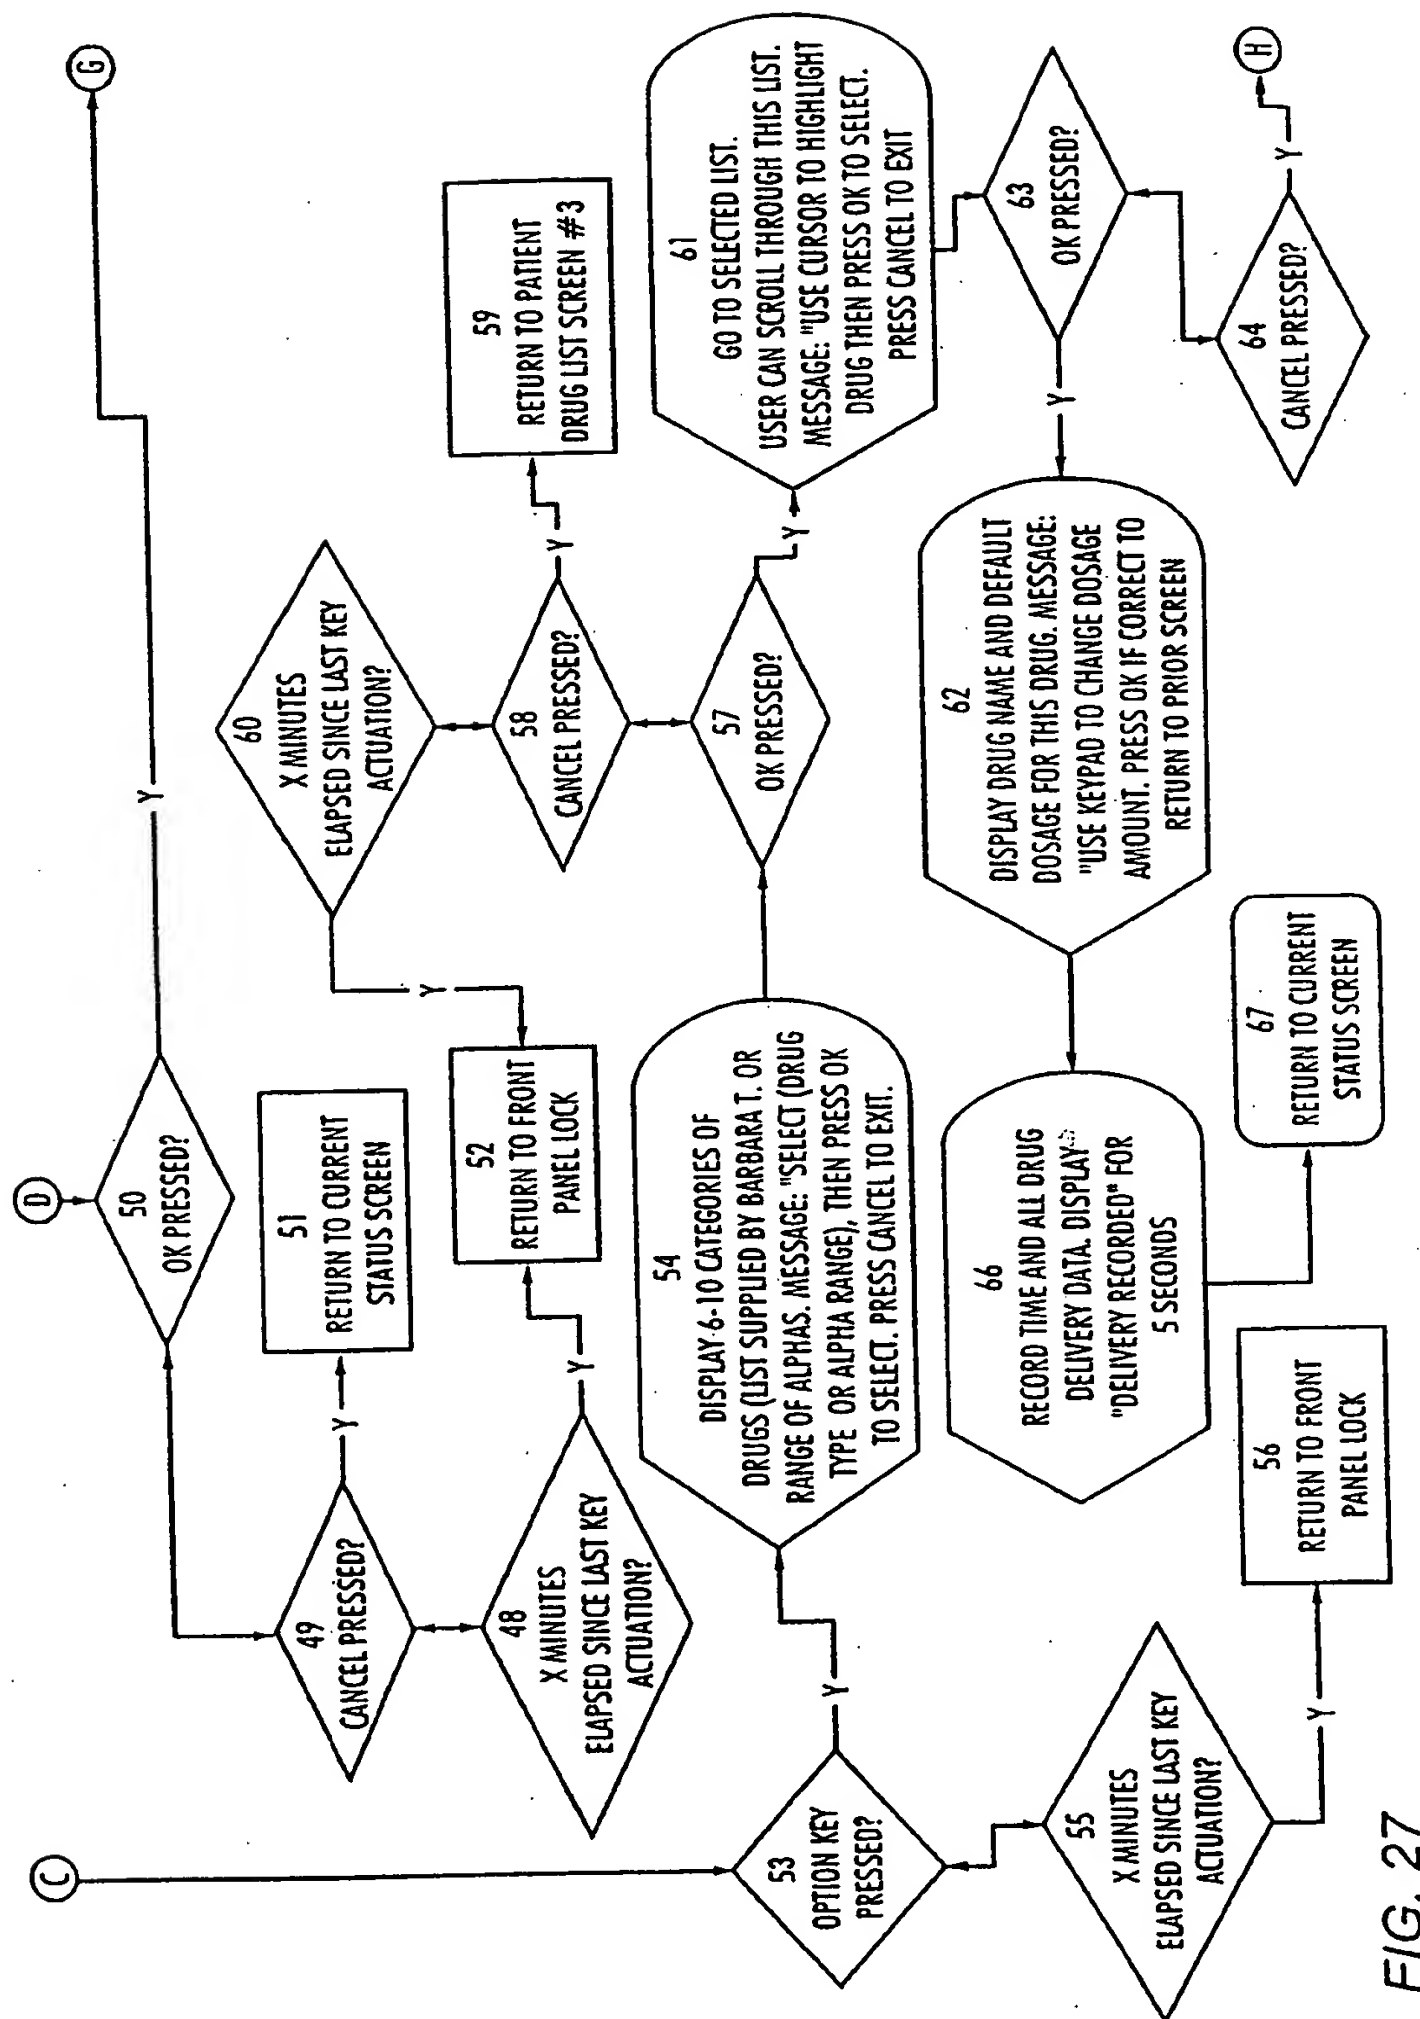 D
G
50
OK PRESSED?
Y
49
CANCEL PRESSED?
Y
51
RETURN TO CURRENT
STATUS SCREEN
48
X MINUTES
ELAPSED SINCE LAST KEY
ACTUATION?
Y
52
RETURN TO FRONT
PANEL LOCK
Y
60
X MINUTES
ELAPSED SINCE LAST KEY
ACTUATION?
58
CANCEL PRESSED?
Y
59
RETURN TO PATIENT
DRUG LIST SCREEN #3
C
53
OPTION KEY
PRESSED?
Y
54
DISPLAY 6-10 CATEGORIES OF
DRUGS (LIST SUPPLIED BY BARBARA T. OR
RANGE OF ALPHAS. MESSAGE: "SELECT (DRUG
TYPE OR ALPHA RANGE), THEN PRESS OK
TO SELECT. PRESS CANCEL TO EXIT.
57
OK PRESSED?
Y
61
GO TO SELECTED LIST.
USER CAN SCROLL THROUGH THIS LIST.
MESSAGE: "USE CURSOR TO HIGHLIGHT
DRUG THEN PRESS OK TO SELECT.
PRESS CANCEL TO EXIT
55
X MINUTES
ELAPSED SINCE LAST KEY
ACTUATION?
Y
56
RETURN TO FRONT
PANEL LOCK
66
RECORD TIME AND ALL DRUG
DELIVERY DATA. DISPLAY
"DELIVERY RECORDED" FOR
5 SECONDS
67
RETURN TO CURRENT
STATUS SCREEN
62
DISPLAY DRUG NAME AND DEFAULT
DOSAGE FOR THIS DRUG. MESSAGE:
"USE KEYPAD TO CHANGE DOSAGE
AMOUNT. PRESS OK IF CORRECT TO
RETURN TO PRIOR SCREEN
Y
63
OK PRESSED?
64
CANCEL PRESSED?
Y
H
FIG. 27